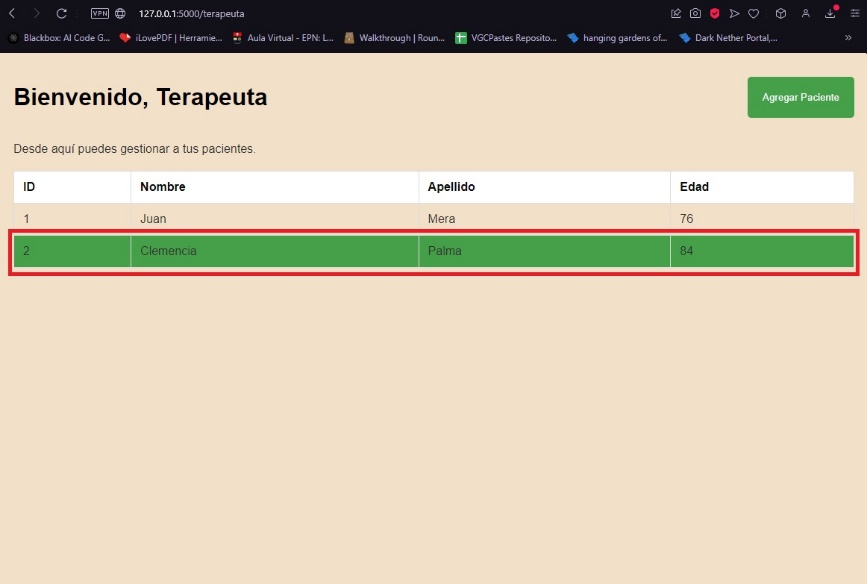 VPN 127.0.0.1:5000/terapeuta
Blackbox: AI Code G... iLovePDF | Herramie... Aula Virtual - EPN: L... Walkthrough | Roun... VGCPastes Reposito... hanging gardens of... Dark Nether Portal,... »
Bienvenido, Terapeuta
Agregar Paciente
Desde aquí puedes gestionar a tus pacientes.
ID Nombre Apellido Edad
1 Juan Mera 76
2 Clemencia Palma 84